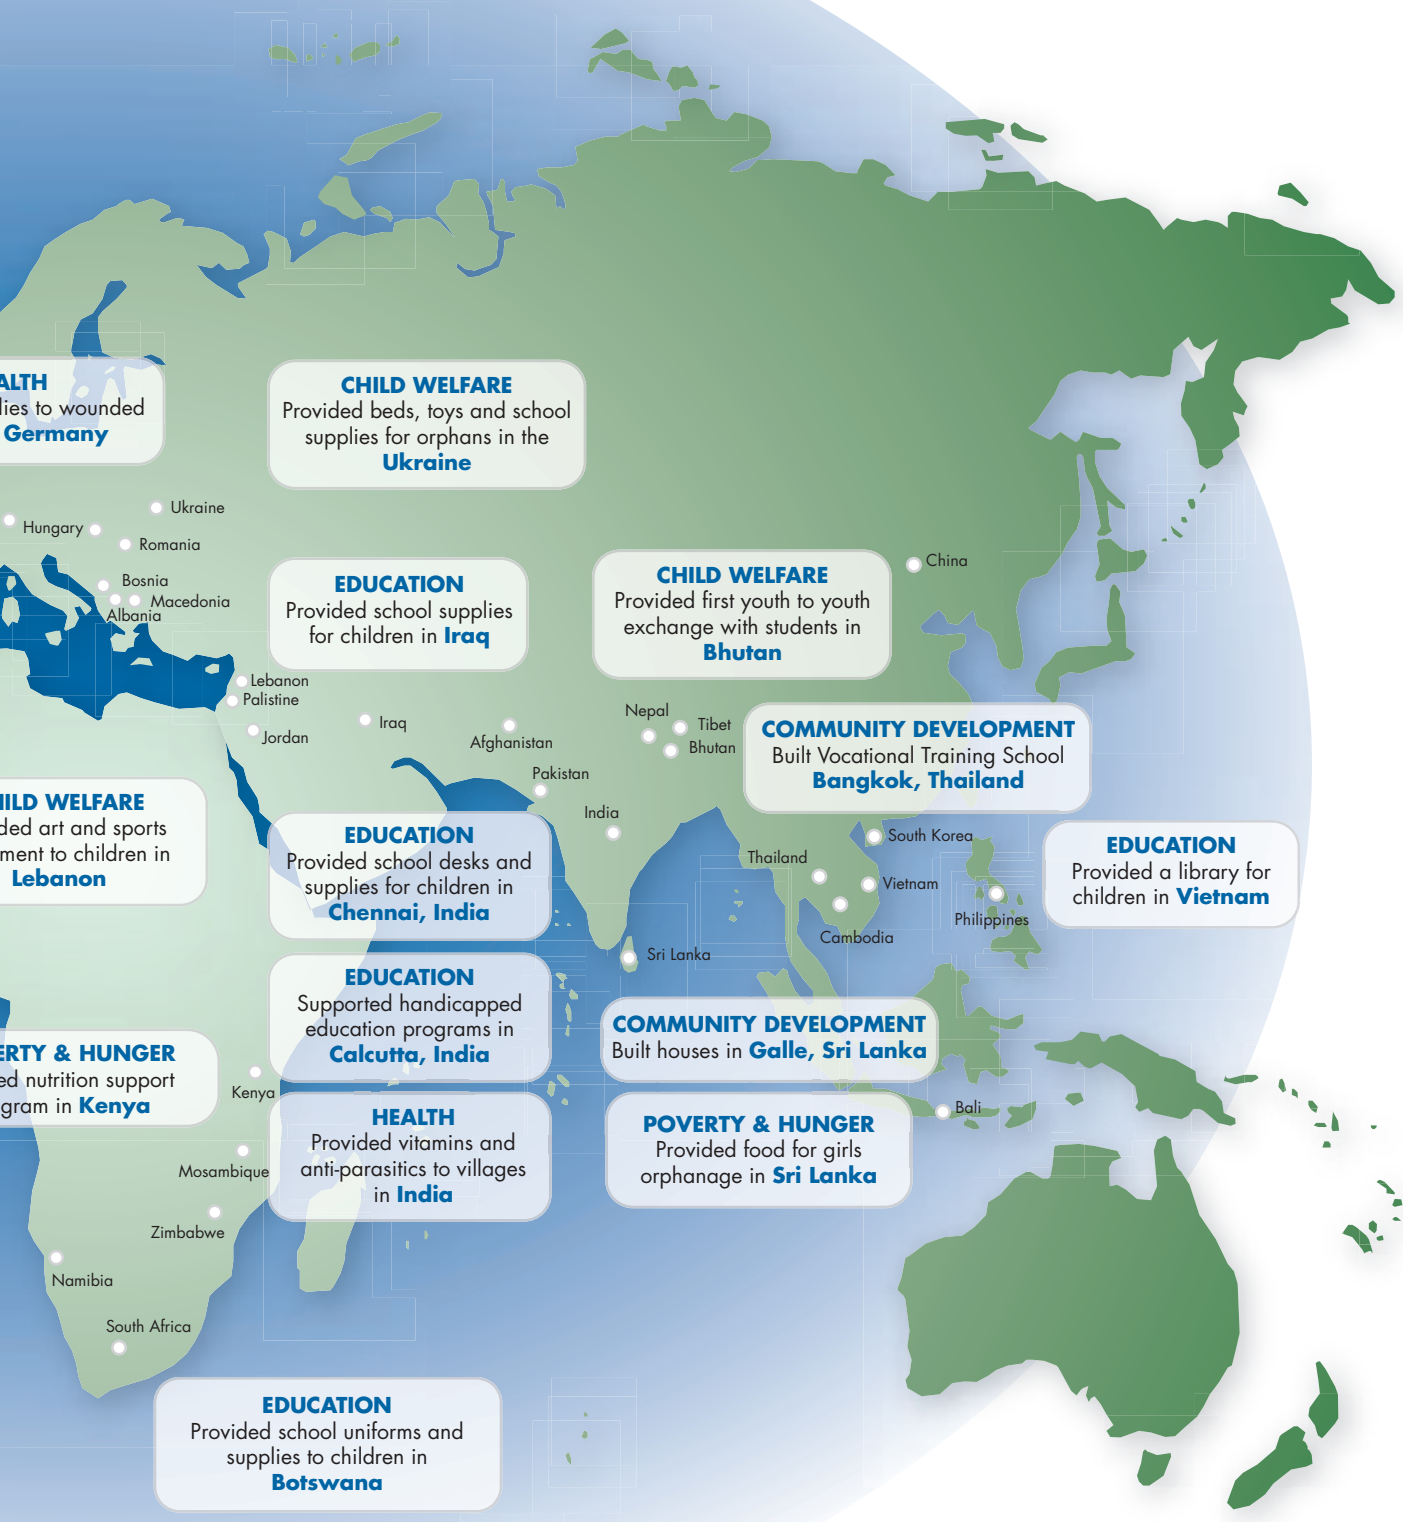 ALTH
lies to wounded
Germany
CHILD WELFARE
Provided beds, toys and school
supplies for orphans in the
Ukraine
Ukraine
Hungary
Romania
Bosnia
Macedonia
Albania
EDUCATION
Provided school supplies
for children in Iraq
CHILD WELFARE
Provided first youth to youth
exchange with students in
Bhutan
China
Lebanon
Palistine
Jordan
Iraq
Afghanistan
Pakistan
India
Nepal
Tibet
Bhutan
COMMUNITY DEVELOPMENT
Built Vocational Training School
Bangkok, Thailand
HILD WELFARE
ded art and sports
ment to children in
Lebanon
EDUCATION
Provided school desks and
supplies for children in
Chennai, India
South Korea
Thailand
Vietnam
Cambodia
Philippines
EDUCATION
Provided a library for
children in Vietnam
Sri Lanka
EDUCATION
Supported handicapped
education programs in
Calcutta, India
COMMUNITY DEVELOPMENT
Built houses in Galle, Sri Lanka
ERTY & HUNGER
ed nutrition support
gram in Kenya
Kenya
HEALTH
Provided vitamins and
anti-parasitics to villages
in India
POVERTY & HUNGER
Provided food for girls
orphanage in Sri Lanka
Bali
Mosambique
Zimbabwe
Namibia
South Africa
EDUCATION
Provided school uniforms and
supplies to children in
Botswana